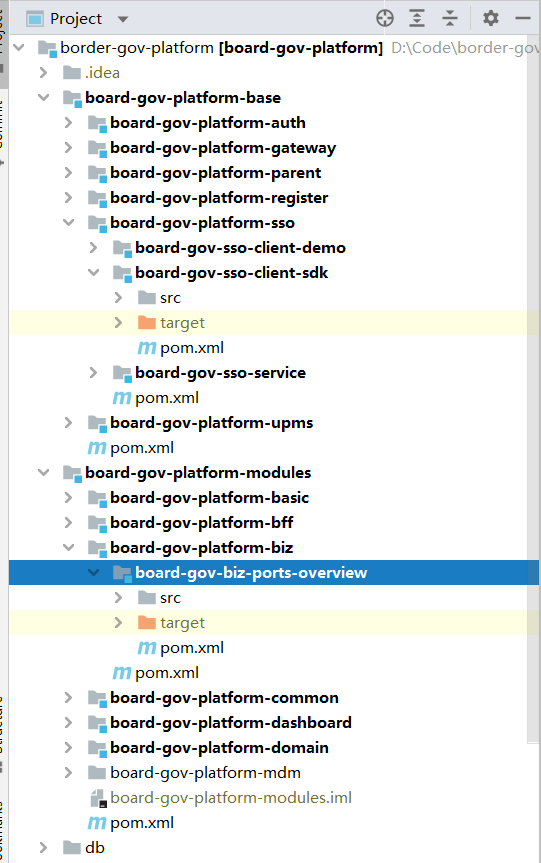 Project
border-gov-platform [board-gov-platform] D:\Code\border-gov
.idea
board-gov-platform-base
board-gov-platform-auth
board-gov-platform-gateway
board-gov-platform-parent
board-gov-platform-register
board-gov-platform-sso
board-gov-sso-client-demo
board-gov-sso-client-sdk
src
target
pom.xml
board-gov-sso-service
pom.xml
board-gov-platform-upms
pom.xml
board-gov-platform-modules
board-gov-platform-basic
board-gov-platform-bff
board-gov-platform-biz
board-gov-biz-ports-overview
src
target
pom.xml
pom.xml
board-gov-platform-common
board-gov-platform-dashboard
board-gov-platform-domain
board-gov-platform-mdm
board-gov-platform-modules.iml
pom.xml
db